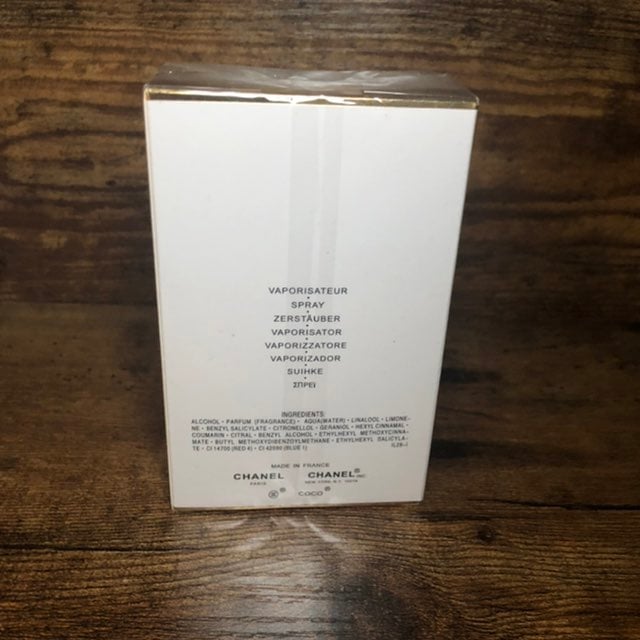 VAPORISATEUR
SPRAY
ZERSTÄUBER
VAPORISATOR
VAPORIZZATORE
VAPORIZADOR
SUIHKE
ΣΠΡΕΪ
INGREDIENTS:
ALCOHOL • PARFUM (FRAGRANCE) • AQUA(WATER) • LINALOOL • LIMONE-
NE • BENZYL SALICYLATE • CITRONELLOL • GERANIOL • HEXYL CINNAMAL •
COUMARIN • CITRAL • BENZYL ALCOHOL • ETHYLHEXYL METHOXYCINNA-
MATE • BUTYL METHOXYDIBENZOYLMETHANE • ETHYLHEXYL SALICYLA-
TE • CI 14700 (RED 4) • CI 42090 (BLUE 1)
MADE IN FRANCE
CHANEL CHANEL® INC
PARIS NEW YORK, N.Y.
® COCO®